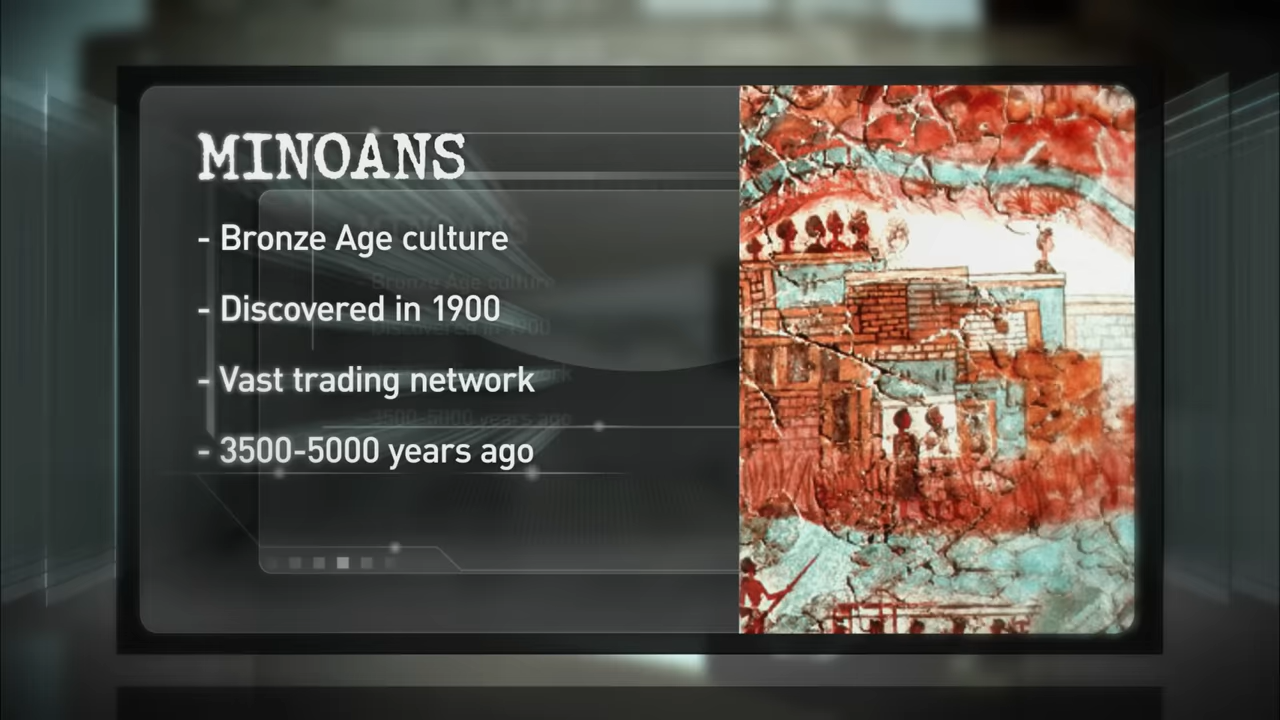 MINOANS
- Bronze Age culture
- Discovered in 1900
- Vast trading network
- 3500-5000 years ago